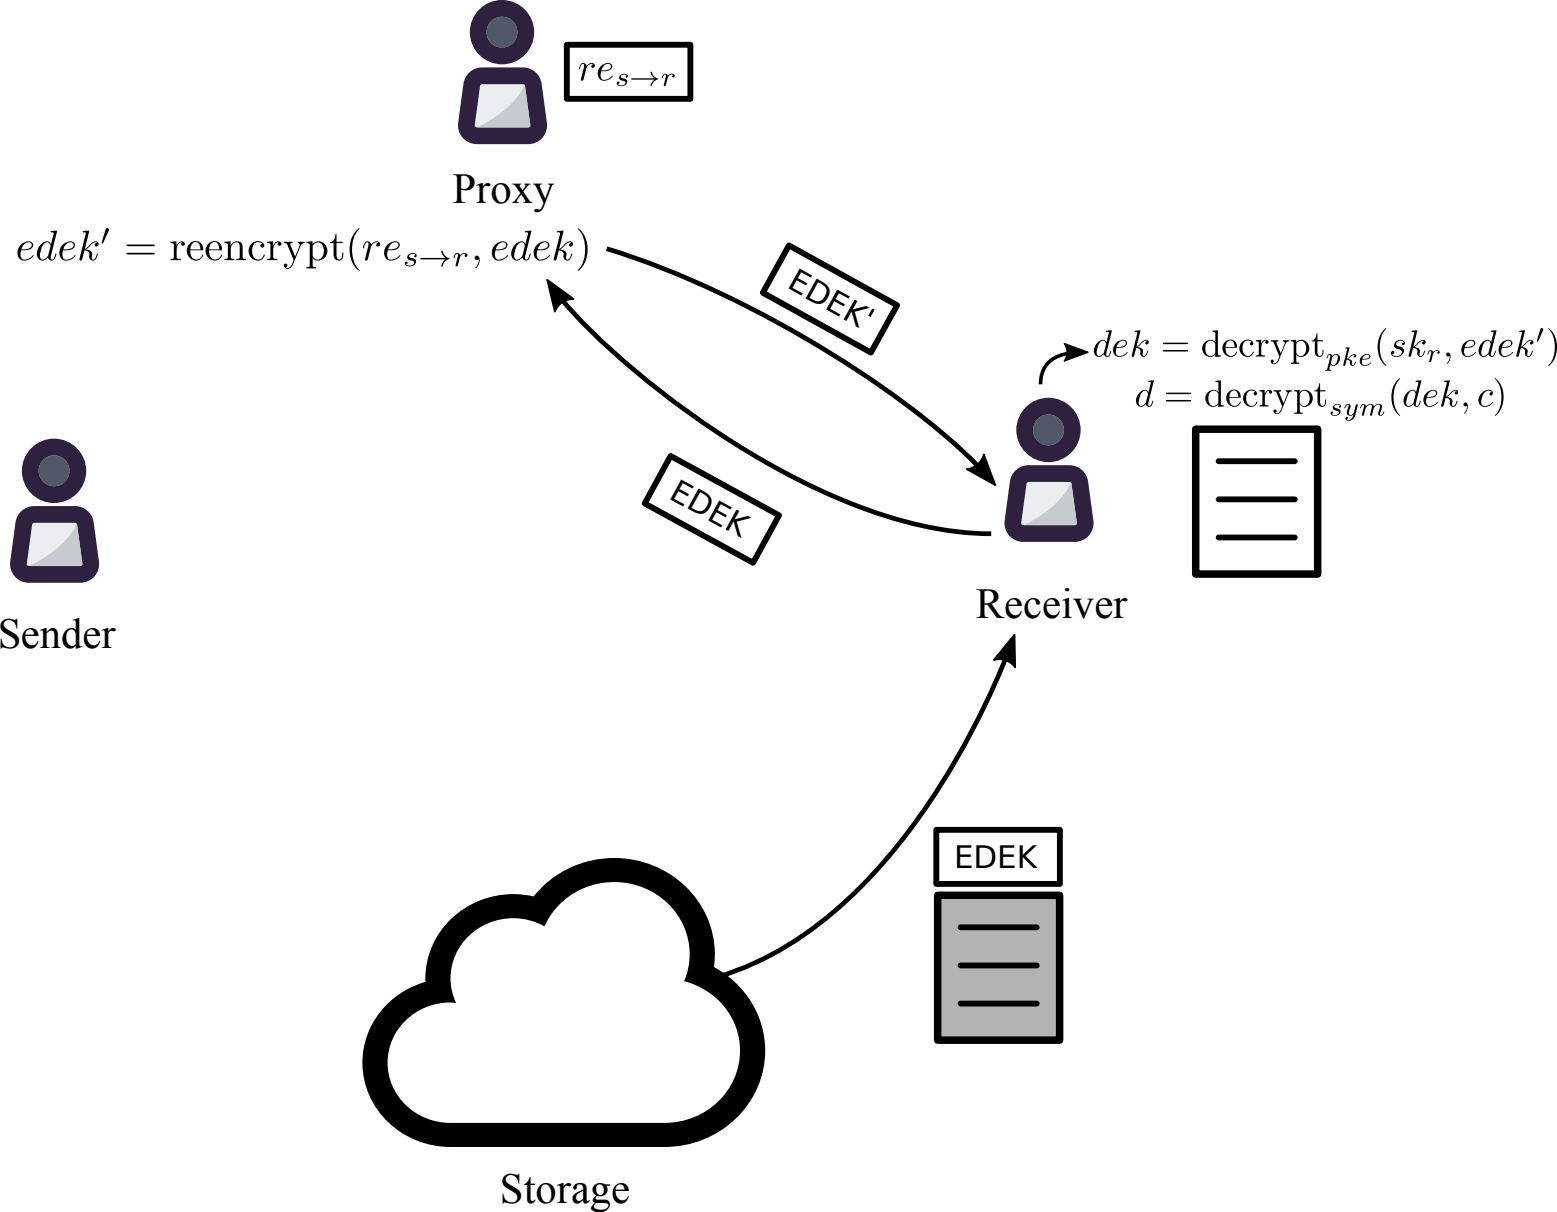 re_{s→r}
Proxy
edek′ = reencrypt(re_{s→r}, edek)
EDEK'
dek = decrypt_{pke}(sk_r, edek′)
d = decrypt_{sym}(dek, c)
EDEK
Receiver
Sender
EDEK
Storage